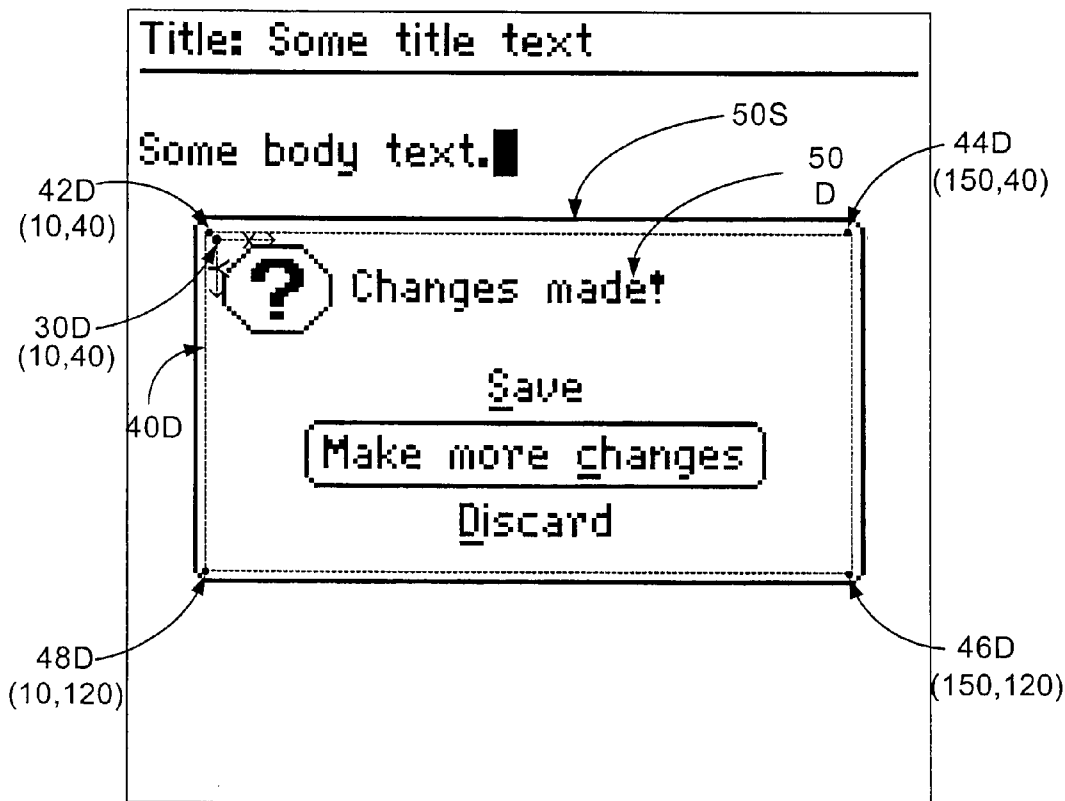 Title: Some title text
50S
Some body text.
50
D
44D
(150,40)
42D
(10,40)
X
Y
?
Changes made!
30D
(10,40)
Save
40D
Make more changes
Discard
48D
(10,120)
46D
(150,120)